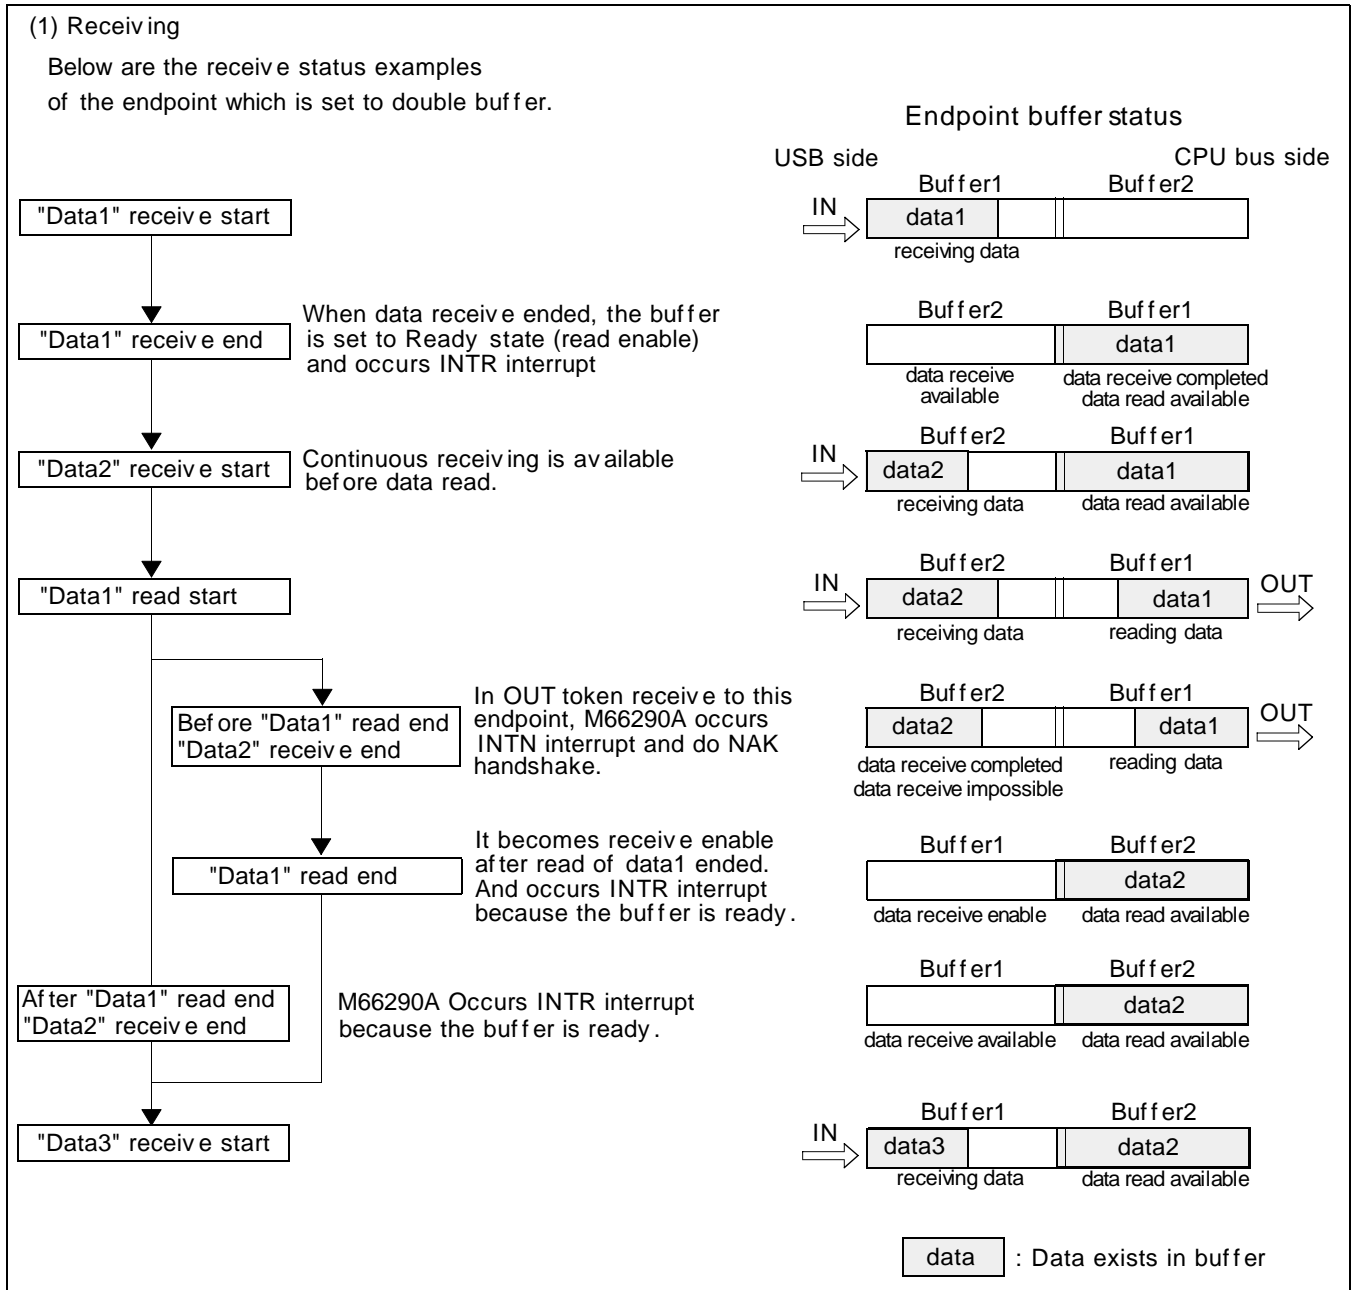 (1) Receiving
Below are the receive status examples
of the endpoint which is set to double buffer.
Endpoint buffer status
USB side
CPU bus side
"Data1" receive start
IN
Buffer1
Buffer2
data1
receiving data
"Data1" receive end
When data receive ended, the buffer
is set to Ready state (read enable)
and occurs INTR interrupt
Buffer2
Buffer1
data1
data receive
available
data receive completed
data read available
"Data2" receive start
Continuous receiving is available
before data read.
IN
Buffer2
Buffer1
data2
data1
receiving data
data read available
"Data1" read start
IN
Buffer2
Buffer1
OUT
data2
data1
receiving data
reading data
Before "Data1" read end
"Data2" receive end
In OUT token receive to this
endpoint, M66290A occurs
INTN interrupt and do NAK
handshake.
Buffer2
Buffer1
OUT
data2
data1
data receive completed
data receive impossible
reading data
"Data1" read end
It becomes receive enable
after read of data1 ended.
And occurs INTR interrupt
because the buffer is ready.
Buffer1
Buffer2
data2
data receive enable
data read available
After "Data1" read end
"Data2" receive end
M66290A Occurs INTR interrupt
because the buffer is ready.
Buffer1
Buffer2
data2
data receive available
data read available
"Data3" receive start
IN
Buffer1
Buffer2
data3
data2
receiving data
data read available
data : Data exists in buffer